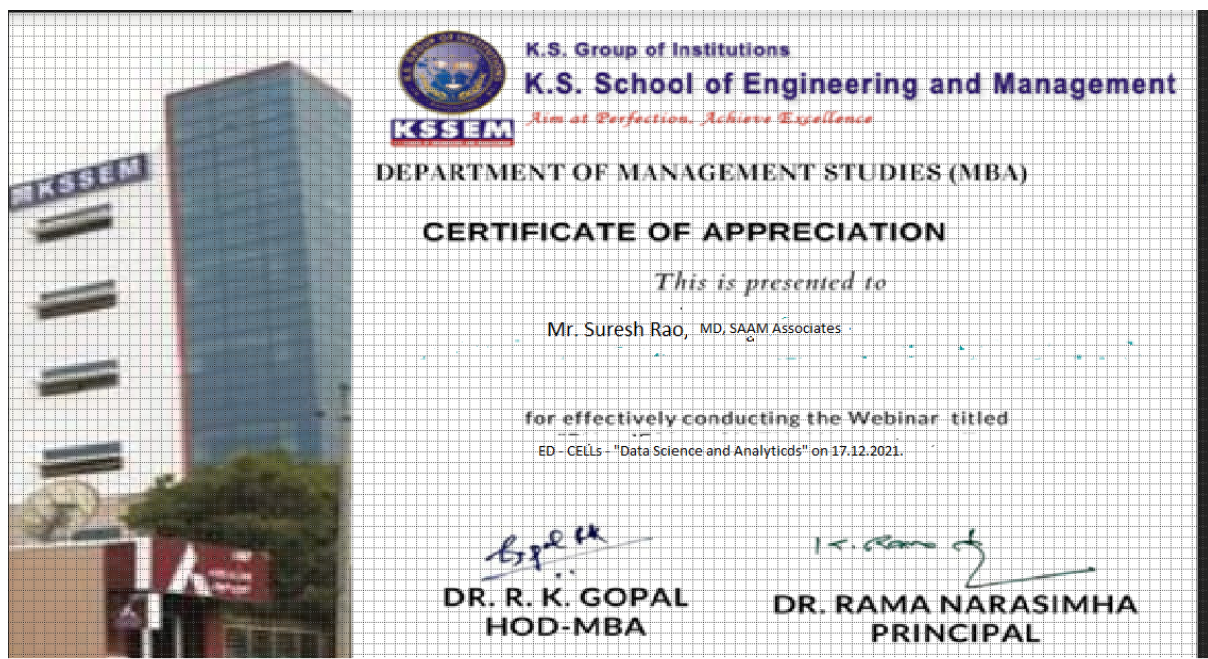 K.S. Group of Institutions
K.S. School of Engineering and Management
Aim at Perfection, Achieve Excellence
KSSEM
KSSEM
DEPARTMENT OF MANAGEMENT STUDIES (MBA)
CERTIFICATE OF APPRECIATION
This is presented to
Mr. Suresh Rao, MD, SAAM Associates
for effectively conducting the Webinar titled
ED - CELLs - "Data Science and Analyticds" on 17.12.2021.
DR. R. K. GOPAL
HOD-MBA
DR. RAMA NARASIMHA
PRINCIPAL